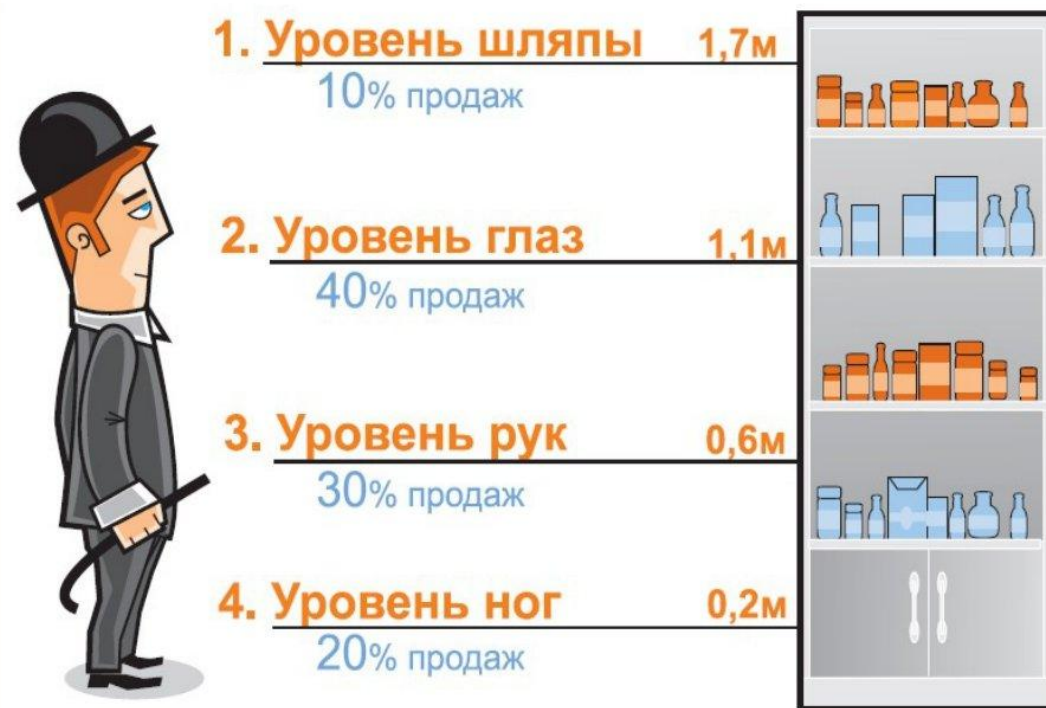 1. Уровень шляпы 1,7м
10% продаж
2. Уровень глаз 1,1м
40% продаж
3. Уровень рук 0,6м
30% продаж
4. Уровень ног 0,2м
20% продаж